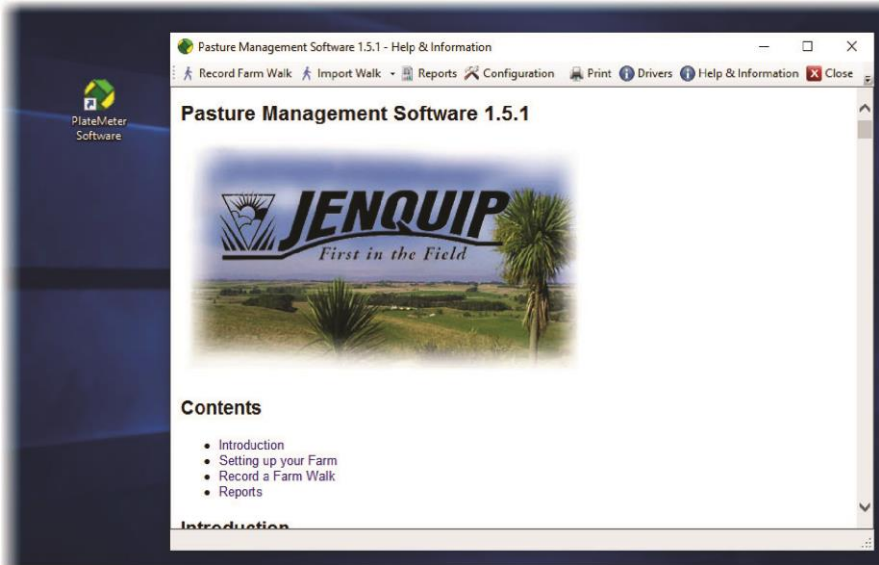 Pasture Management Software 1.5.1 - Help & Information
Record Farm Walk Import Walk Reports Configuration Print Drivers Help & Information Close
PlateMeter
Software
Pasture Management Software 1.5.1
JENQUIP
First in the Field
Contents
Introduction
Setting up your Farm
Record a Farm Walk
Reports
Introduction